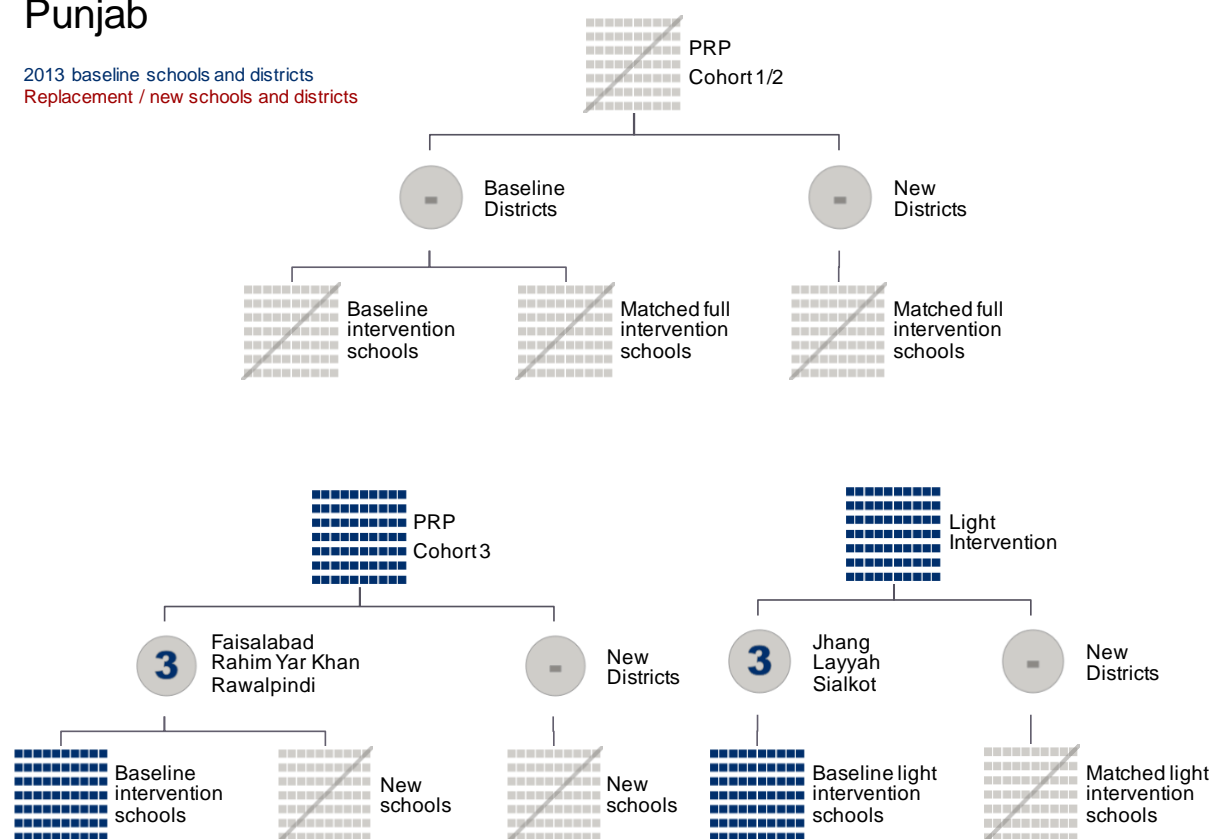 Punjab
2013 baseline schools and districts
Replacement / new schools and districts
PRP
Cohort 1/2
-
Baseline
Districts
-
New
Districts
Baseline
intervention
schools
Matched full
intervention
schools
Matched full
intervention
schools
PRP
Cohort 3
Light
Intervention
3
Faisalabad
Rahim Yar Khan
Rawalpindi
-
New
Districts
3
Jhang
Layyah
Sialkot
-
New
Districts
Baseline
intervention
schools
New
schools
New
schools
Baseline light
intervention
schools
Matched light
intervention
schools